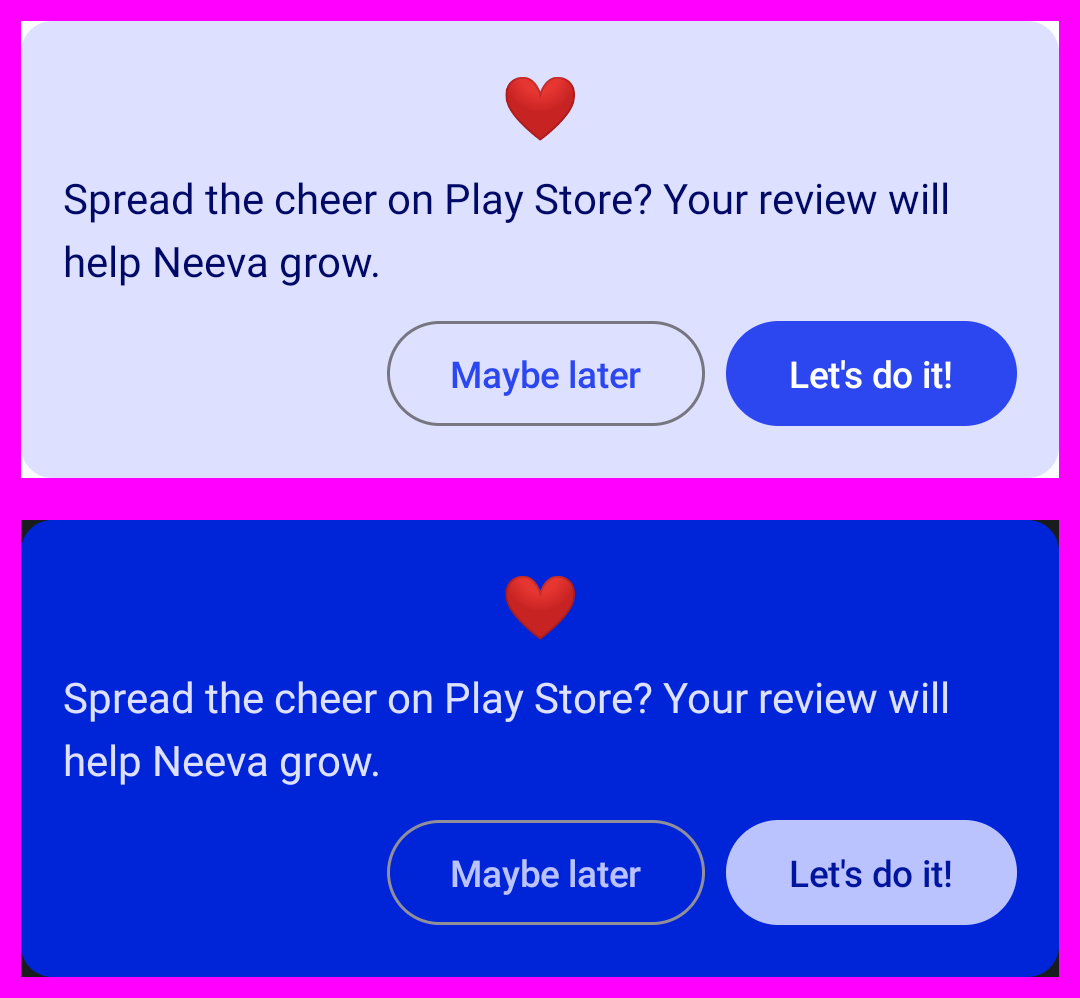 Spread the cheer on Play Store? Your review will
help Neeva grow.
Maybe later
Let's do it!
Spread the cheer on Play Store? Your review will
help Neeva grow.
Maybe later
Let's do it!